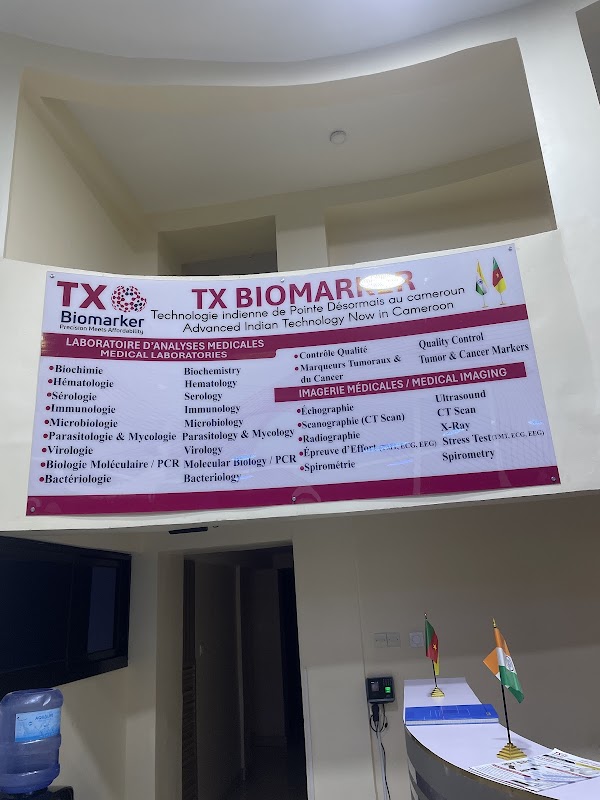 TX
Biomarker
Precision Meets Affordability
TX BIOMARKER
Technologie indienne de Pointe Désormais au cameroun
Advanced Indian Technology Now in Cameroon
LABORATOIRE D'ANALYSES MEDICALES
MEDICAL LABORATORIES
•Biochimie Biochemistry
•Hématologie Hematology
•Sérologie Serology
•Immunologie Immunology
•Microbiologie Microbiology
•Parasitologie & Mycologie Parasitology & Mycology
•Virologie Virology
•Biologie Moléculaire / PCR Molecular Biology / PCR
•Bactériologie Bacteriology
•Contrôle Qualité Quality Control
•Marqueurs Tumoraux & Tumor & Cancer Markers
du Cancer
IMAGERIE MÉDICALES / MEDICAL IMAGING
•Échographie Ultrasound
•Scanographie (CT Scan) CT Scan
•Radiographie X-Ray
•Épreuve d'Effort (TMT, ECG, EEG) Stress Test (TMT, ECG, EEG)
•Spirométrie Spirometry